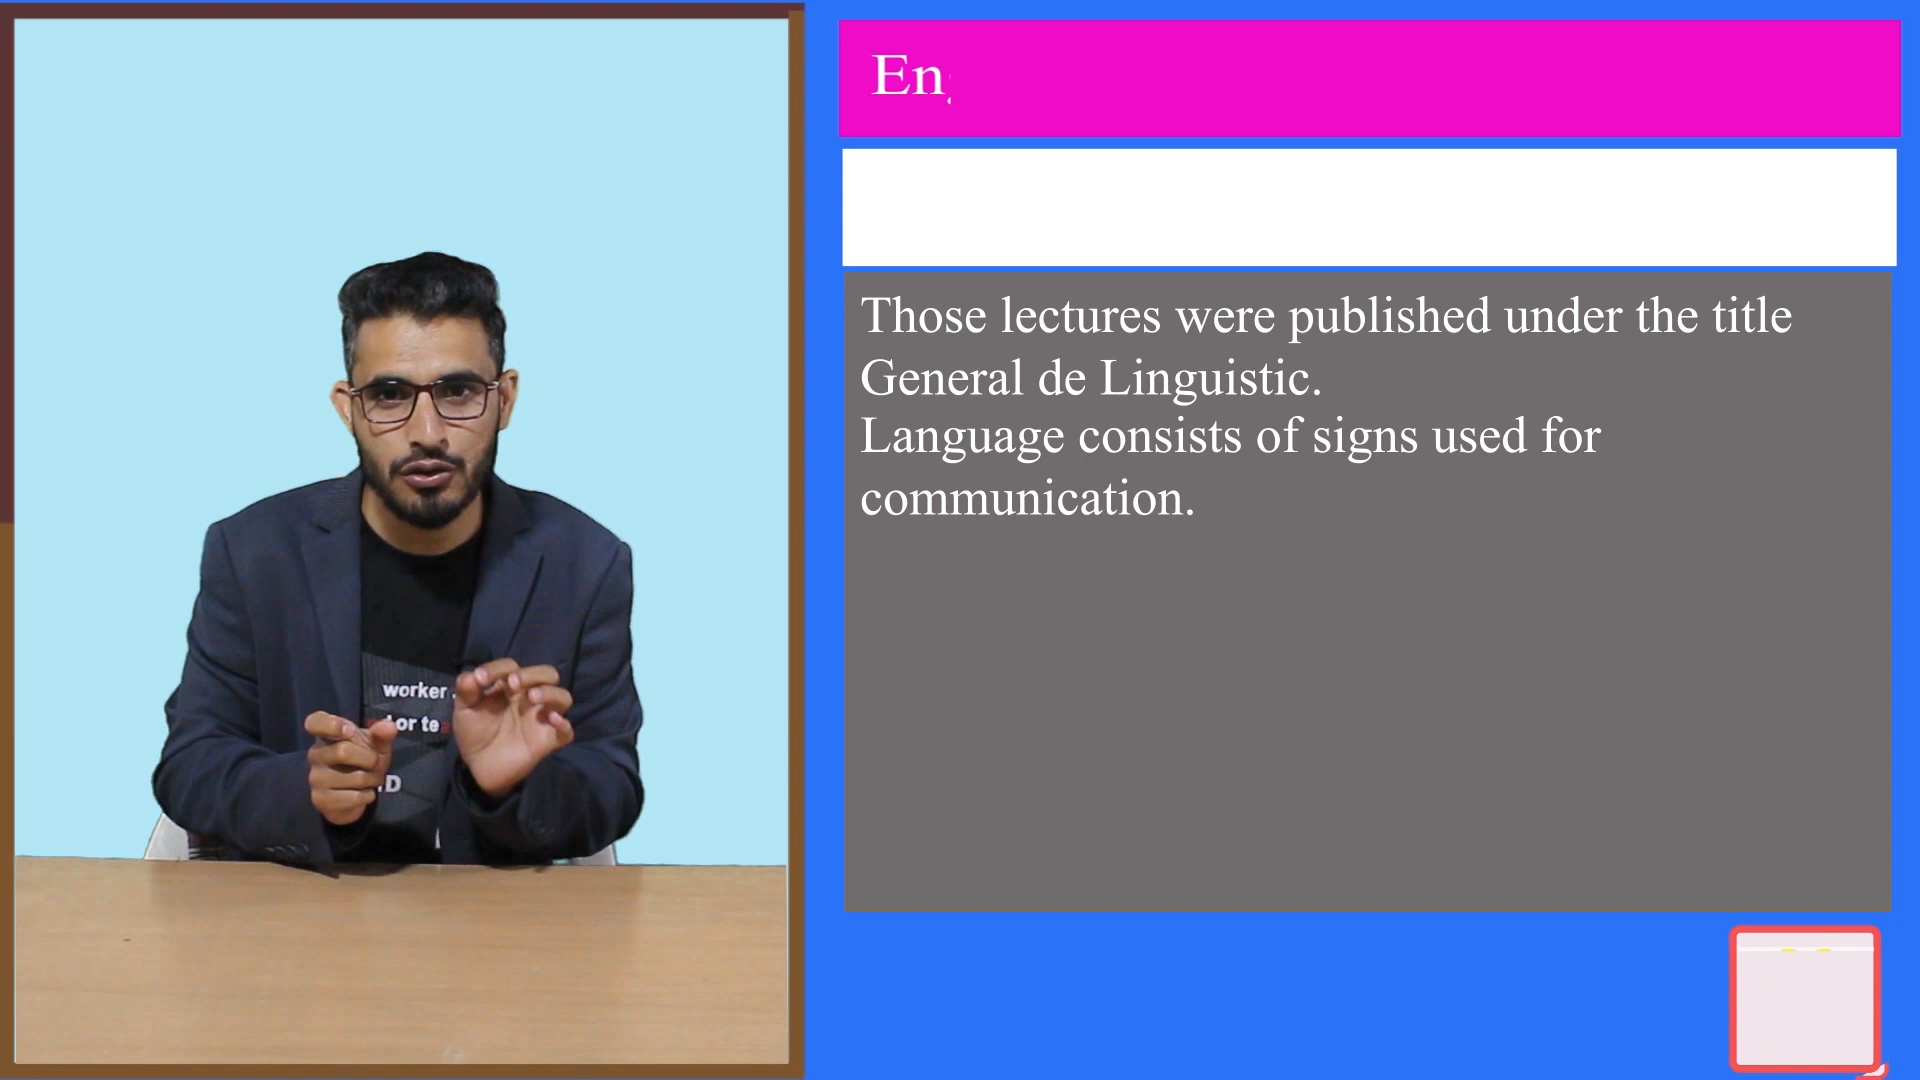 En
Those lectures were published under the title
General de Linguistic.
Language consists of signs used for
communication.
worker
or te